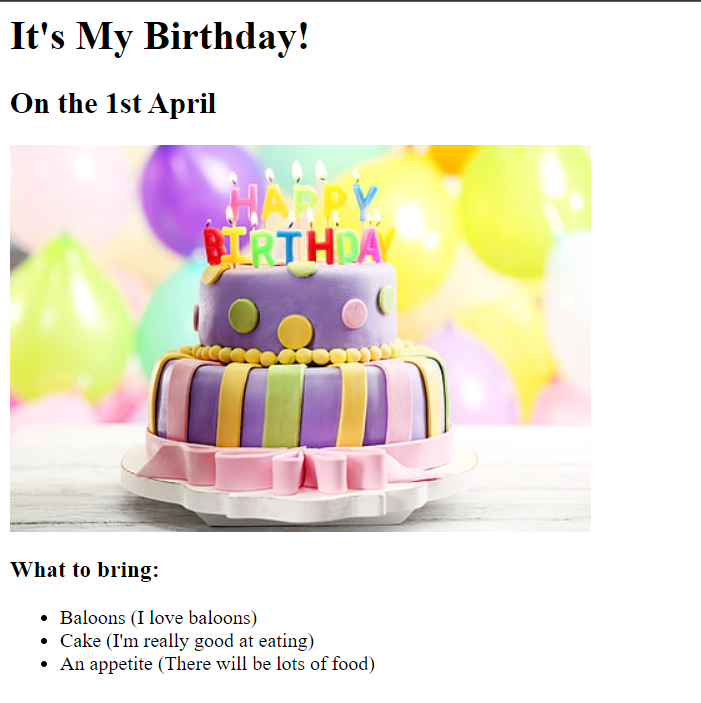 It's My Birthday!
On the 1st April
HAPPY
BIRTHDAY
What to bring:
Baloons (I love baloons)
Cake (I'm really good at eating)
An appetite (There will be lots of food)